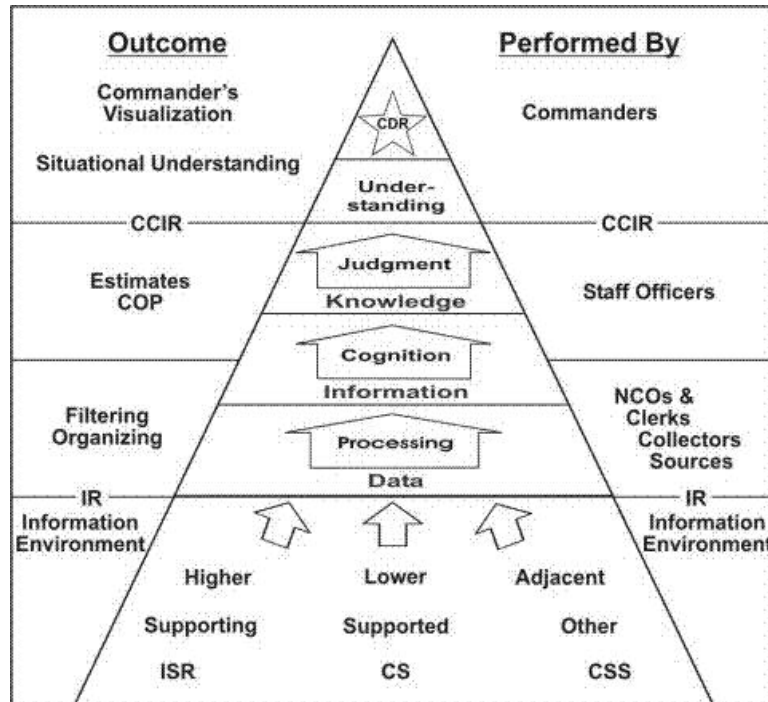 Outcome
Performed By
Commander's
Visualization
Situational Understanding
CDR
Commanders
Under-
standing
CCIR
CCIR
Estimates
COP
Judgment
Knowledge
Staff Officers
Cognition
Information
Filtering
Organizing
Processing
Data
NCOs &
Clerks
Collectors
Sources
IR
Information
Environment
IR
Information
Environment
Higher Lower Adjacent
Supporting Supported Other
ISR CS CSS